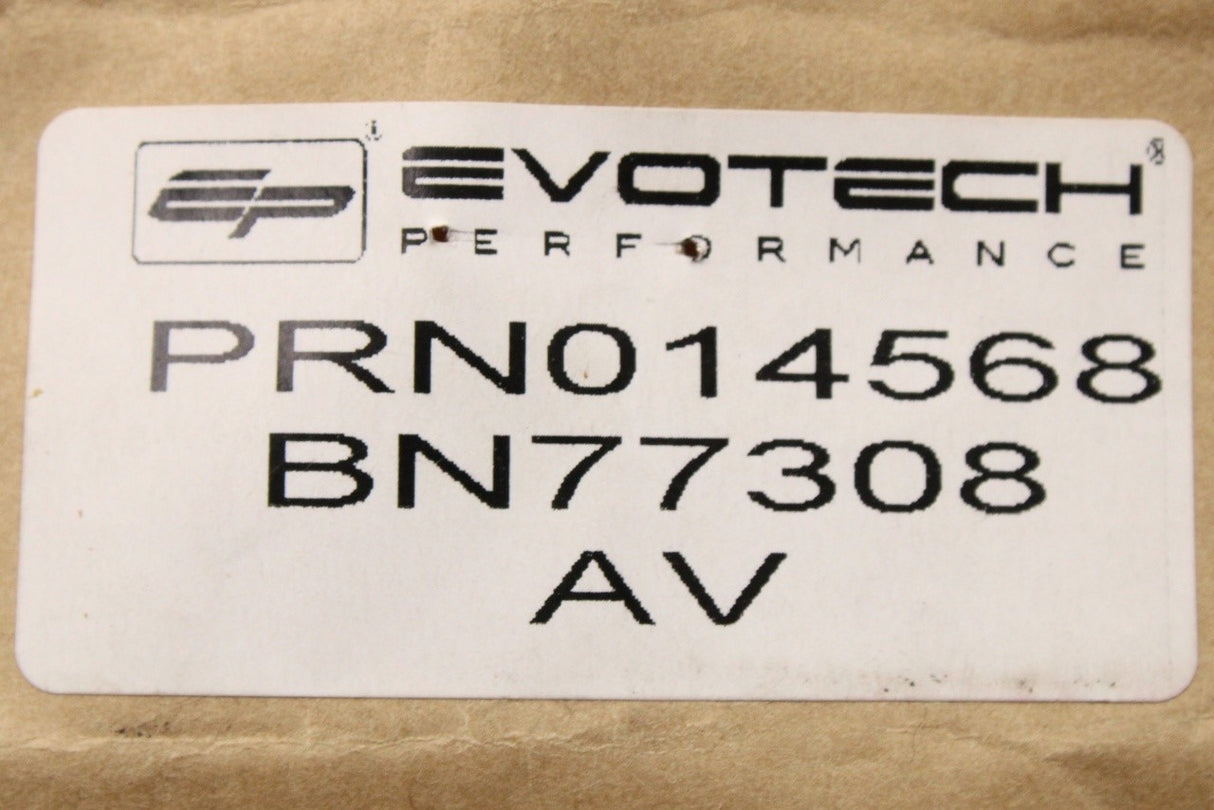 EP EVOTECH
PERFORMANCE
PRN014568
BN77308
AV